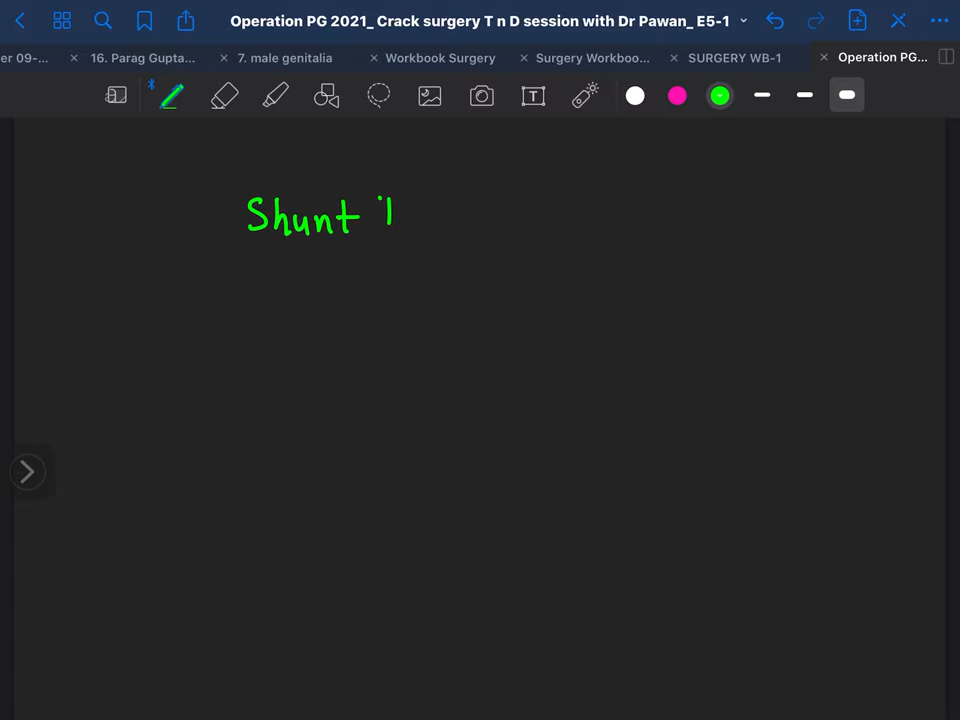 Operation PG 2021_ Crack surgery T n D session with Dr Pawan_ E5-1
er 09-... 16. Parag Gupta... 7. male genitalia Workbook Surgery Surgery Workboo... SURGERY WB-1 Operation PG...
T
Shunt